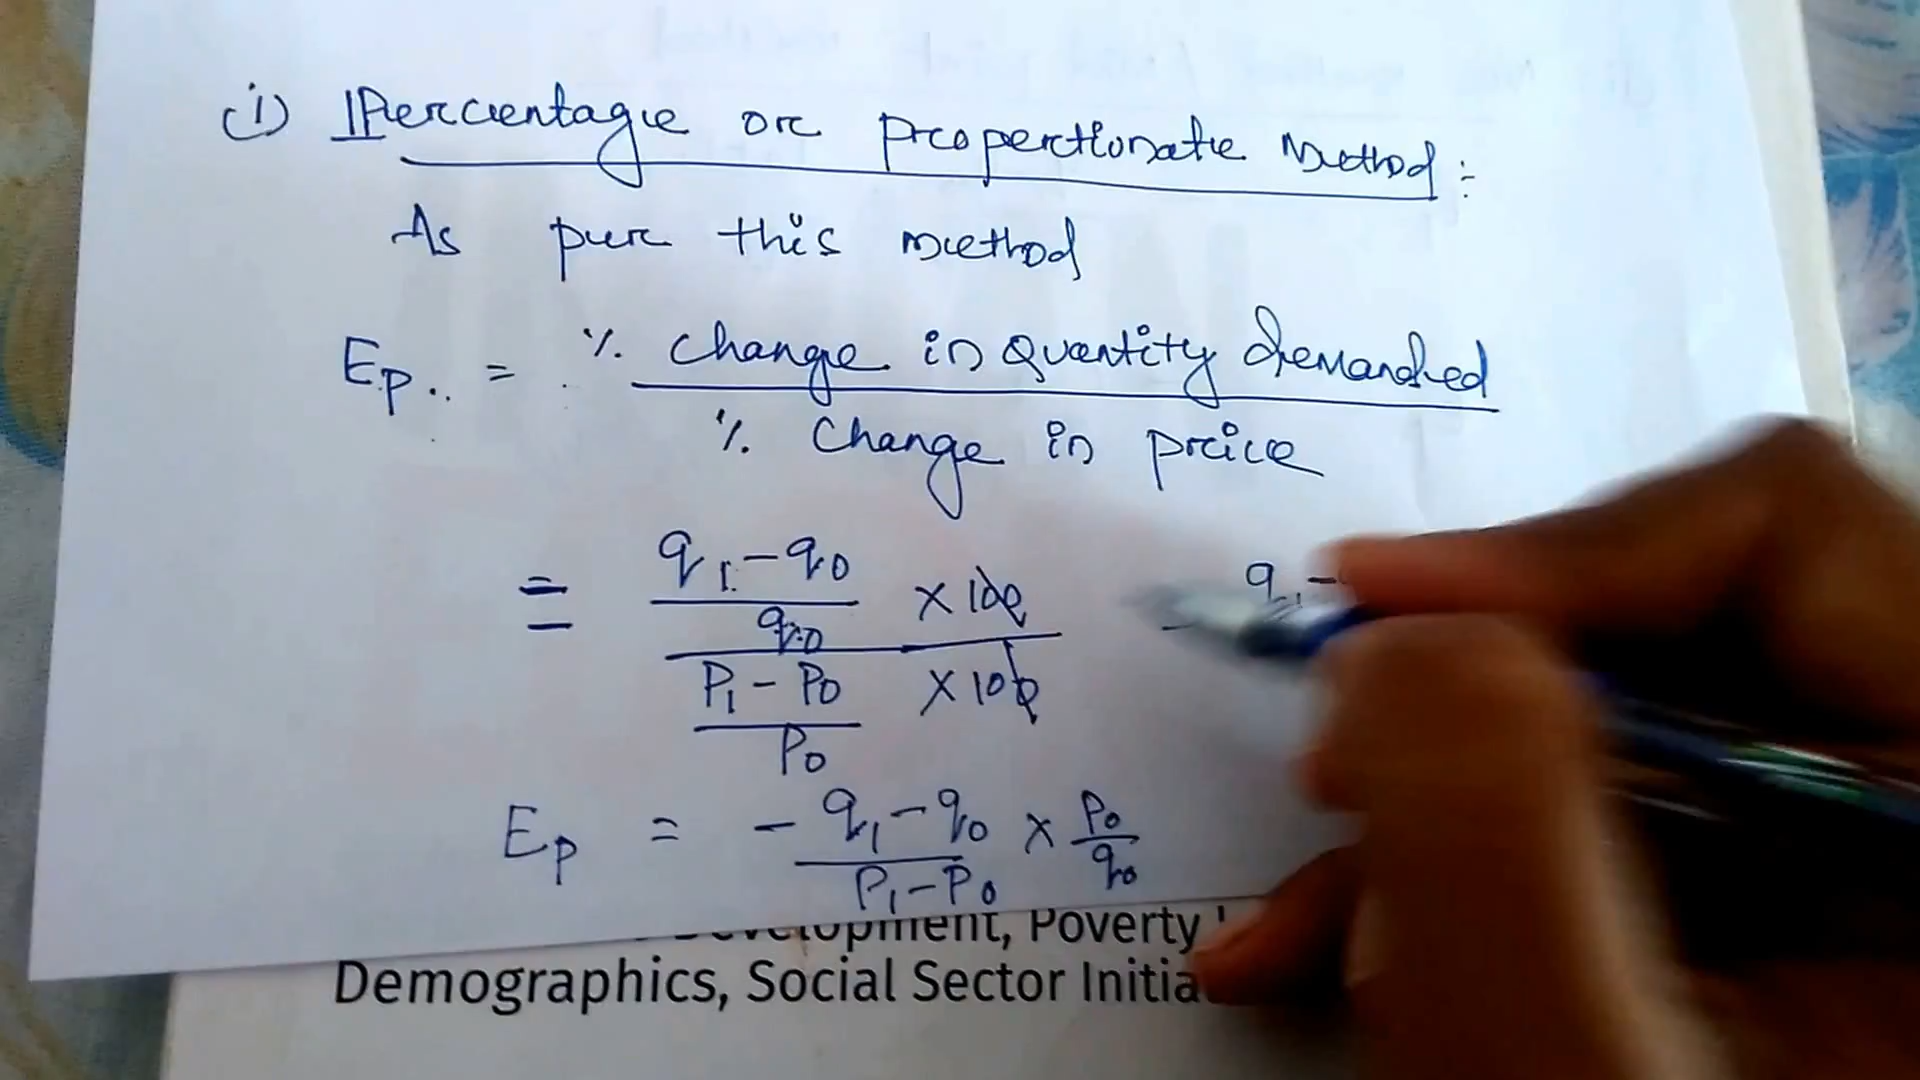 (i) Percentage or proportionate Method :-
As per this method
Ep. = % change in Quantity demanded
% Change in price
= q1-q0
q0 × 100
P1 - P0 × 100
P0
q1 -
Ep = - q1-q0 × P0
P1-P0 q0
Development, Poverty
Demographics, Social Sector